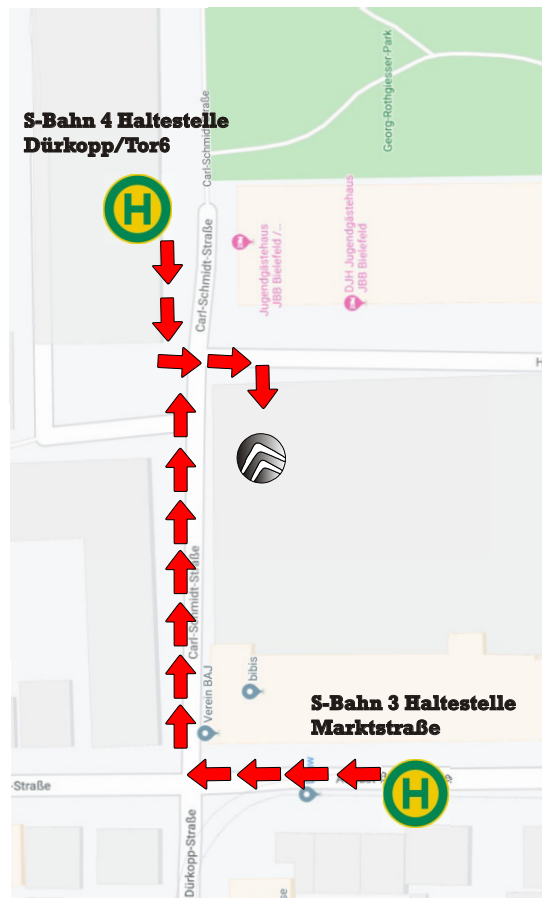 Georg-Rothgiesser-Park
S-Bahn 4 Haltestelle
Dürkopp/Tor6
H
Carl-Schmidt-Straße
Carl-Schmidt-Straße
Jugendgästehaus
JBB Bielefeld /...
DJH Jugendgästehaus
JBB Bielefeld
H
Carl-Schmidt-Straße
Verein BAJ
bibis
S-Bahn 3 Haltestelle
Marktstraße
-Straße
H
Dürkopp-Straße
se